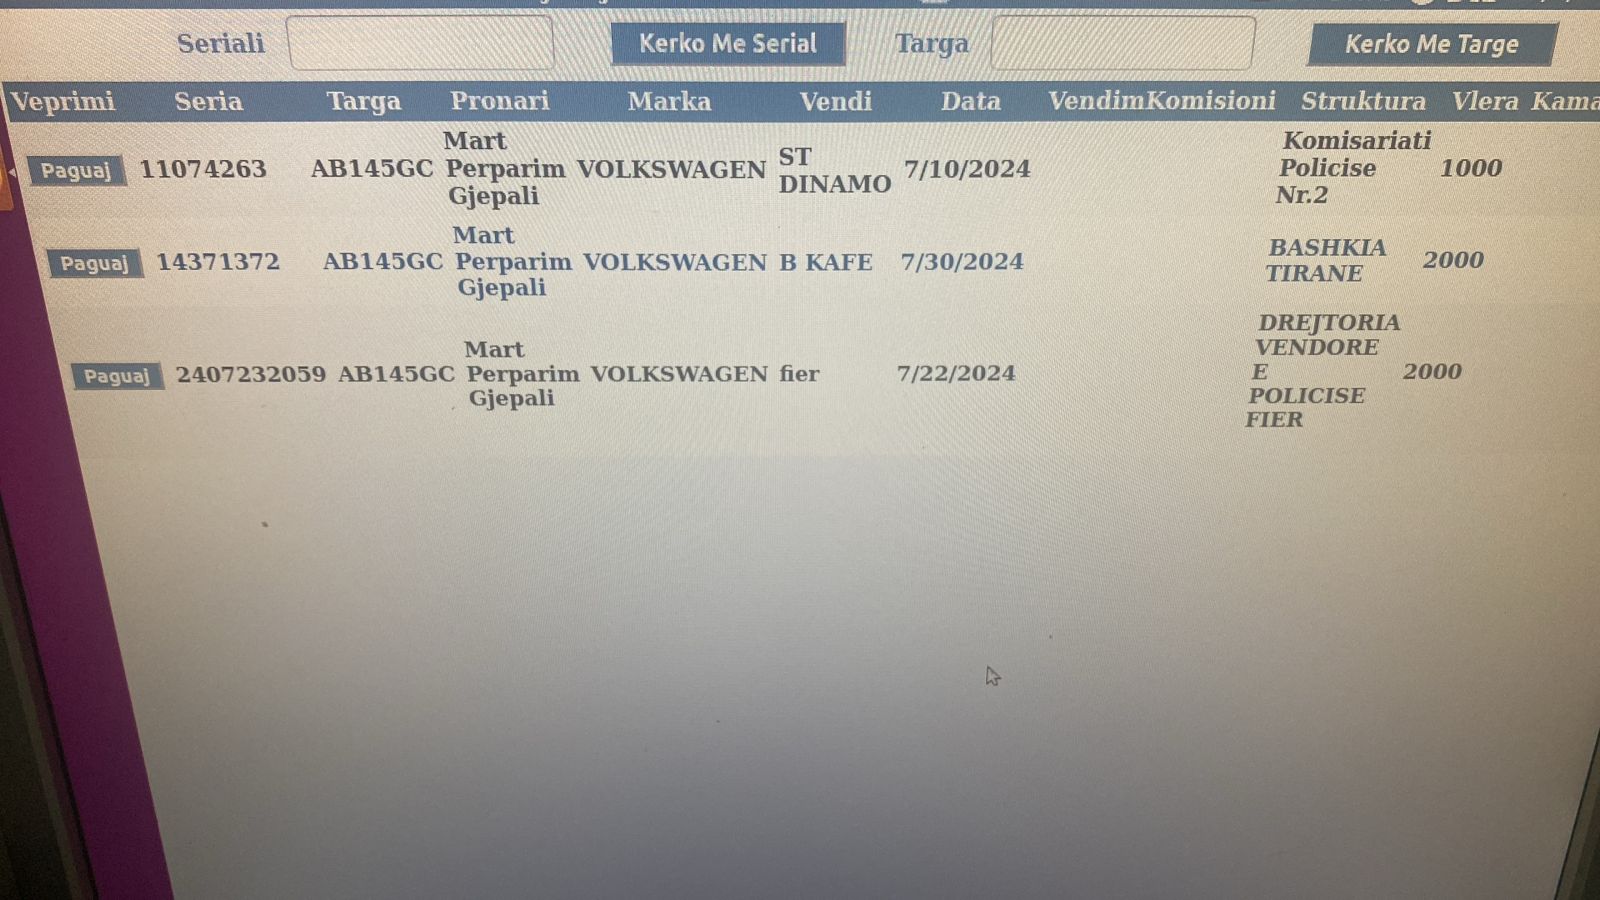 Seriali Kerko Me Serial Targa Kerko Me Targe
Veprimi Seria Targa Pronari Marka Vendi Data VendimKomisioni Struktura Vlera Kama
Paguaj 11074263 AB145GC Mart Perparim Gjepali VOLKSWAGEN ST DINAMO 7/10/2024 Komisariati Policise Nr.2 1000
Paguaj 14371372 AB145GC Mart Perparim Gjepali VOLKSWAGEN B KAFE 7/30/2024 BASHKIA TIRANE 2000
Paguaj 2407232059 AB145GC Mart Perparim Gjepali VOLKSWAGEN fier 7/22/2024 DREJTORIA VENDORE E POLICISE FIER 2000